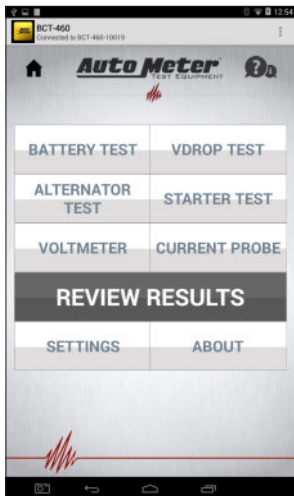 12:54
BCT-460
Connected to BCT-460-10019
Auto Meter
TEST EQUIPMENT
BATTERY TEST
VDROP TEST
ALTERNATOR
TEST
STARTER TEST
VOLTMETER
CURRENT PROBE
REVIEW RESULTS
SETTINGS
ABOUT